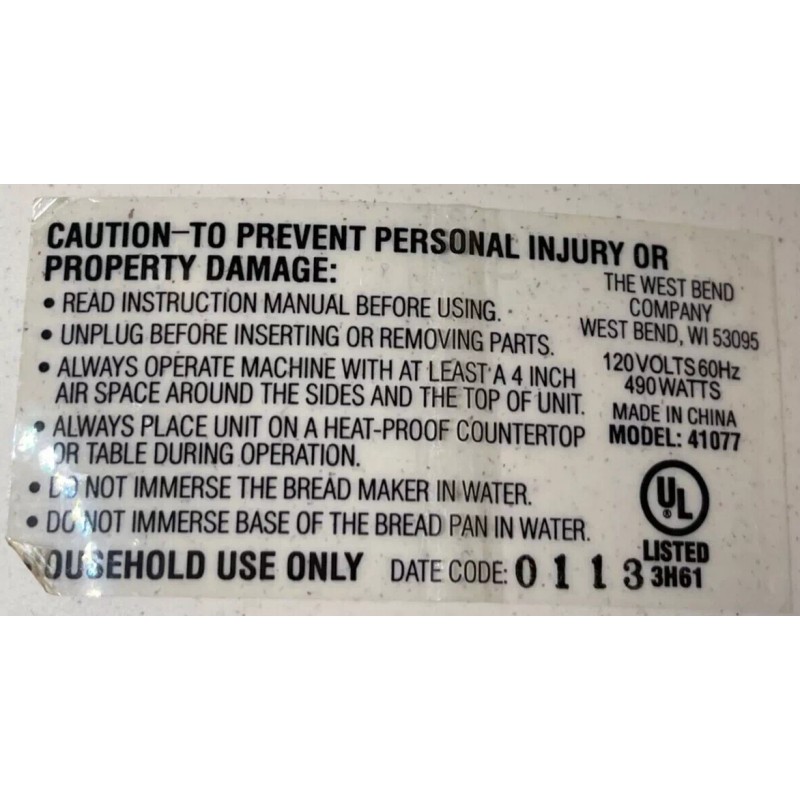 CAUTION–TO PREVENT PERSONAL INJURY OR
PROPERTY DAMAGE:
• READ INSTRUCTION MANUAL BEFORE USING.
• UNPLUG BEFORE INSERTING OR REMOVING PARTS.
• ALWAYS OPERATE MACHINE WITH AT LEAST A 4 INCH
AIR SPACE AROUND THE SIDES AND THE TOP OF UNIT.
• ALWAYS PLACE UNIT ON A HEAT-PROOF COUNTERTOP
OR TABLE DURING OPERATION.
• DO NOT IMMERSE THE BREAD MAKER IN WATER.
• DO NOT IMMERSE BASE OF THE BREAD PAN IN WATER.
OUSEHOLD USE ONLY DATE CODE: 0113
THE WEST BEND
COMPANY
WEST BEND, WI 53095
120 VOLTS 60Hz
490 WATTS
MADE IN CHINA
MODEL: 41077
UL ®
LISTED
3H61